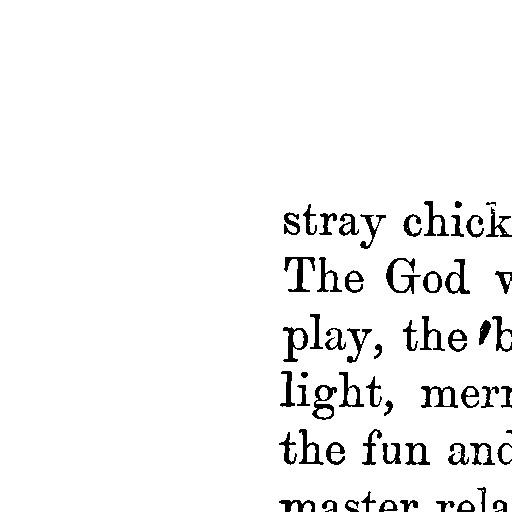 stray chick
The God w
play, the b
light, merr
the fun and
master rela